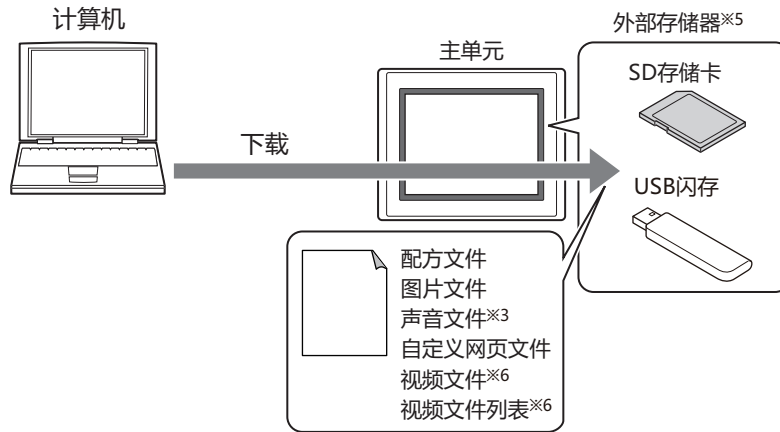 计算机
外部存储器※5
主单元
SD存储卡
下载
USB闪存
配方文件
图片文件
声音文件※3
自定义网页文件
视频文件※6
视频文件列表※6